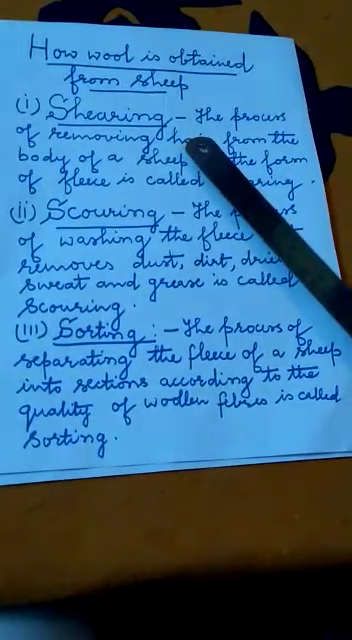 How wool is obtained
from sheep
(i) Shearing - The process
of removing from the
body of a sheep the form
of fleece is called
(ii) Scouring - The
of washing the fleece
removes dust, dirt,
sweat and grease is called
Scouring.
(III) Sorting :- The process of
separating the fleece of a sheep
into sections according to the
quality of woollen fibres is called
Sorting.